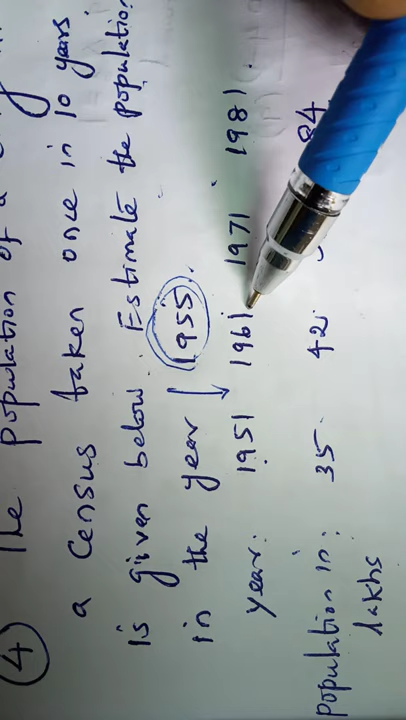 ④ The population of a
a census taken once in 10 years
is given below. Estimate the population
in the year 1955.
year: 1951 1961 1971 1981
Population in: 35 42 84
lakhs